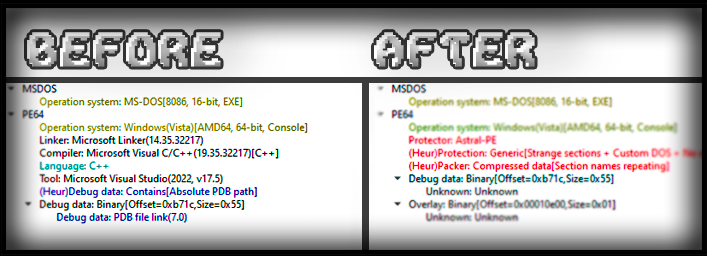 BEFORE
MSDOS
Operation system: MS-DOS[8086, 16-bit, EXE]
PE64
Operation system: Windows(Vista)[AMD64, 64-bit, Console]
Linker: Microsoft Linker(14.35.32217)
Compiler: Microsoft Visual C/C++(19.35.32217)[C++]
Language: C++
Tool: Microsoft Visual Studio(2022, v17.5)
(Heur)Debug data: Contains[Absolute PDB path]
Debug data: Binary[Offset=0xb71c,Size=0x55]
Debug data: PDB file link(7.0)
AFTER
MSDOS
Operation system: MS-DOS[8086, 16-bit, EXE]
PE64
Operation system: Windows(Vista)[AMD64, 64-bit, Console]
Protector: Astral-PE
(Heur)Protection: Generic[Strange sections + Custom DOS +
(Heur)Packer: Compressed data[Section names repeating]
Debug data: Binary[Offset=0xb71c,Size=0x55]
Unknown: Unknown
Overlay: Binary[Offset=0x00010e00,Size=0x01]
Unknown: Unknown